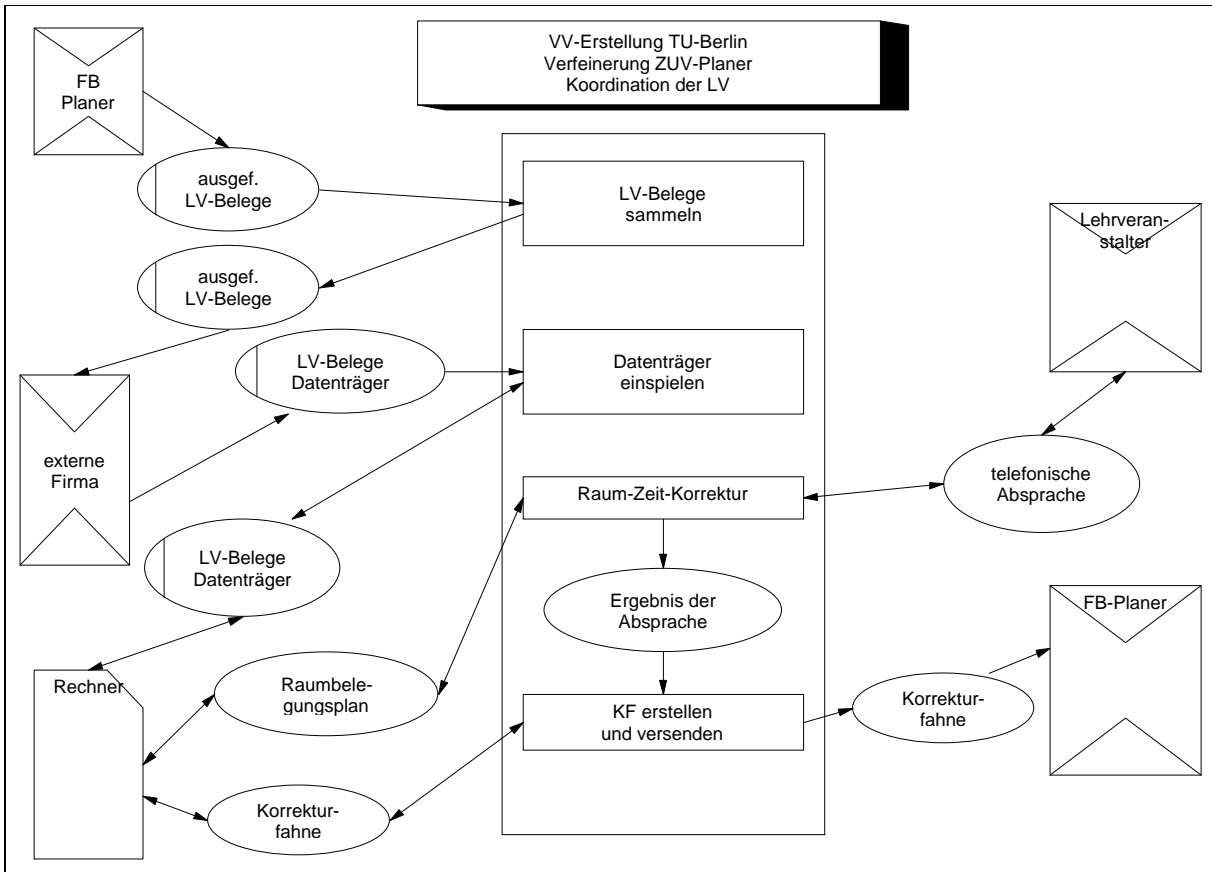 VV-Erstellung TU-Berlin
Verfeinerung ZUV-Planer
Koordination der LV
FB
Planer
ausgef.
LV-Belege
LV-Belege
sammeln
Lehrveran-
stalter
ausgef.
LV-Belege
LV-Belege
Datenträger
Datenträger
einspielen
externe
Firma
telefonische
Absprache
Raum-Zeit-Korrektur
LV-Belege
Datenträger
Ergebnis der
Absprache
FB-Planer
Rechner
Raumbele-
gungsplan
KF erstellen
und versenden
Korrektur-
fahne
Korrektur-
fahne